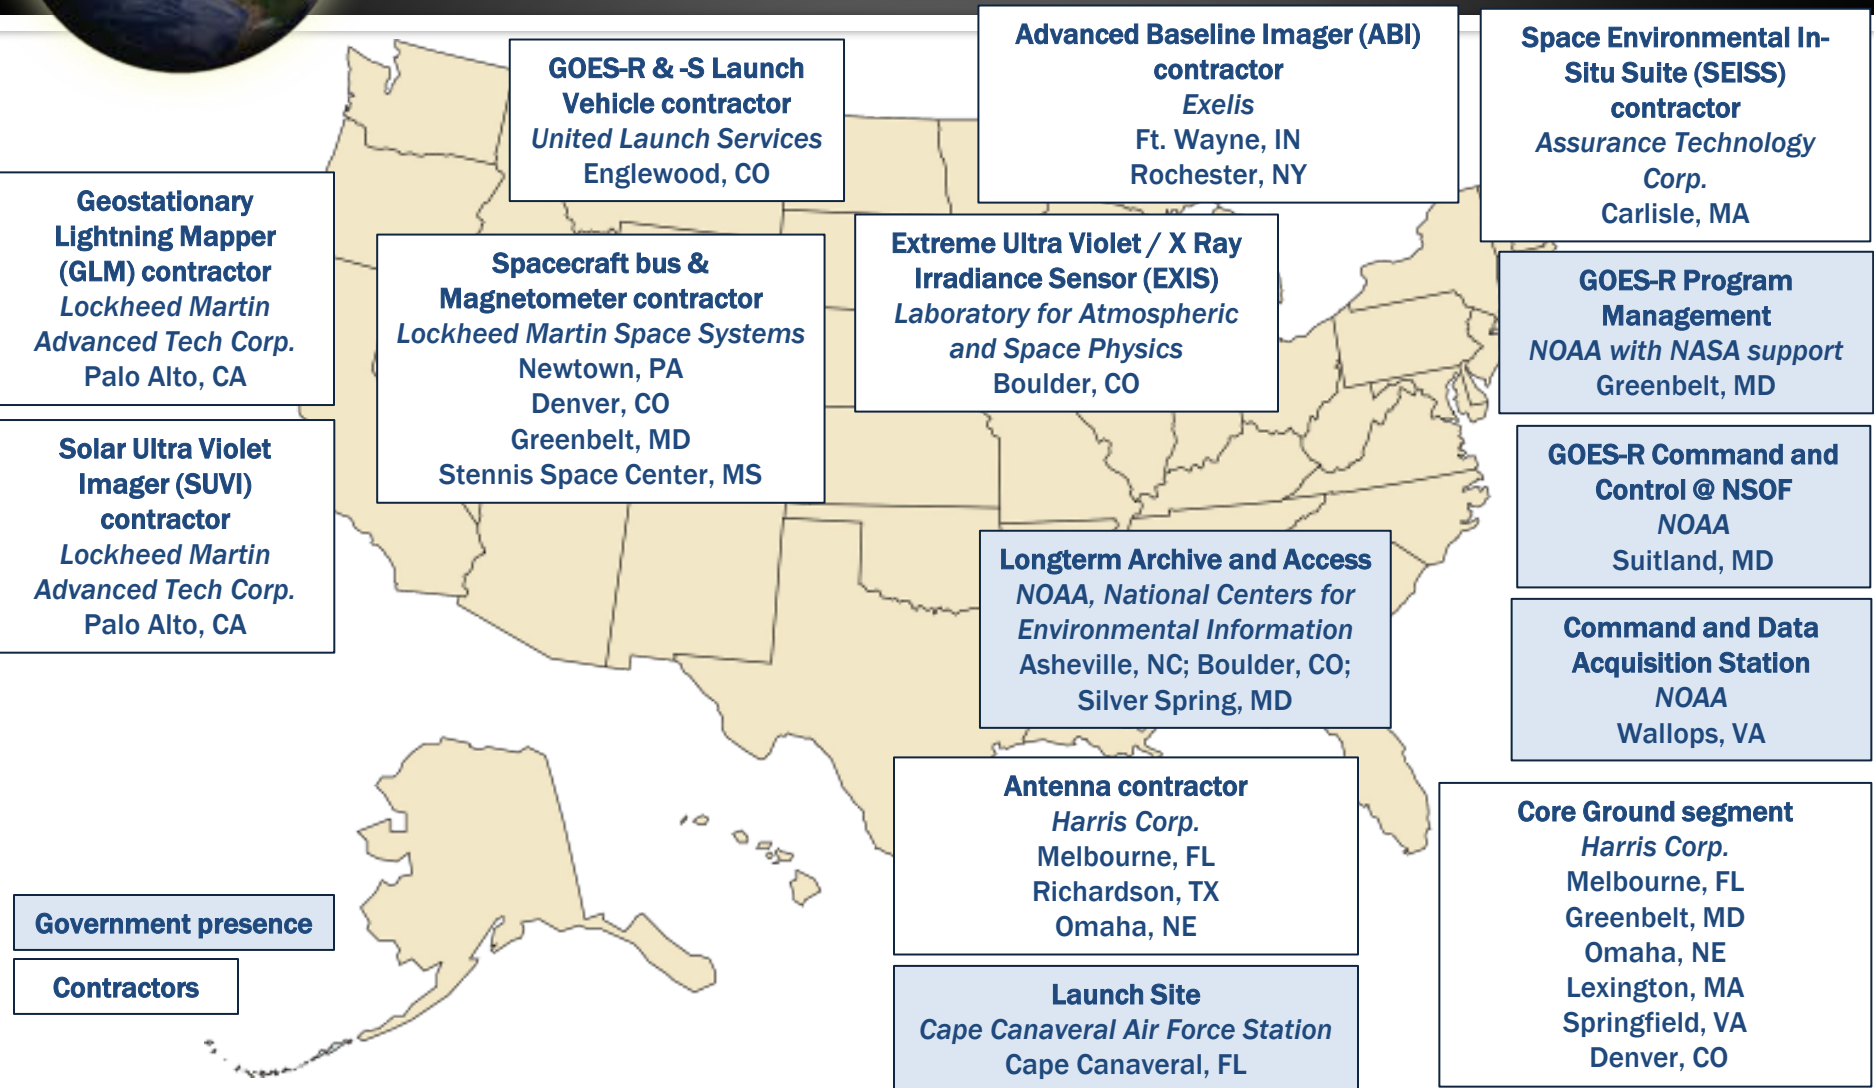 GOES-R & -S Launch
Vehicle contractor
United Launch Services
Englewood, CO
Advanced Baseline Imager (ABI)
contractor
Exelis
Ft. Wayne, IN
Rochester, NY
Space Environmental In-
Situ Suite (SEISS)
contractor
Assurance Technology
Corp.
Carlisle, MA
Geostationary
Lightning Mapper
(GLM) contractor
Lockheed Martin
Advanced Tech Corp.
Palo Alto, CA
Spacecraft bus &
Magnetometer contractor
Lockheed Martin Space Systems
Newtown, PA
Denver, CO
Greenbelt, MD
Stennis Space Center, MS
Extreme Ultra Violet / X Ray
Irradiance Sensor (EXIS)
Laboratory for Atmospheric
and Space Physics
Boulder, CO
GOES-R Program
Management
NOAA with NASA support
Greenbelt, MD
Solar Ultra Violet
Imager (SUVI)
contractor
Lockheed Martin
Advanced Tech Corp.
Palo Alto, CA
GOES-R Command and
Control @ NSOF
NOAA
Suitland, MD
Longterm Archive and Access
NOAA, National Centers for
Environmental Information
Asheville, NC; Boulder, CO;
Silver Spring, MD
Command and Data
Acquisition Station
NOAA
Wallops, VA
Antenna contractor
Harris Corp.
Melbourne, FL
Richardson, TX
Omaha, NE
Core Ground segment
Harris Corp.
Melbourne, FL
Greenbelt, MD
Omaha, NE
Lexington, MA
Springfield, VA
Denver, CO
Government presence
Contractors
Launch Site
Cape Canaveral Air Force Station
Cape Canaveral, FL